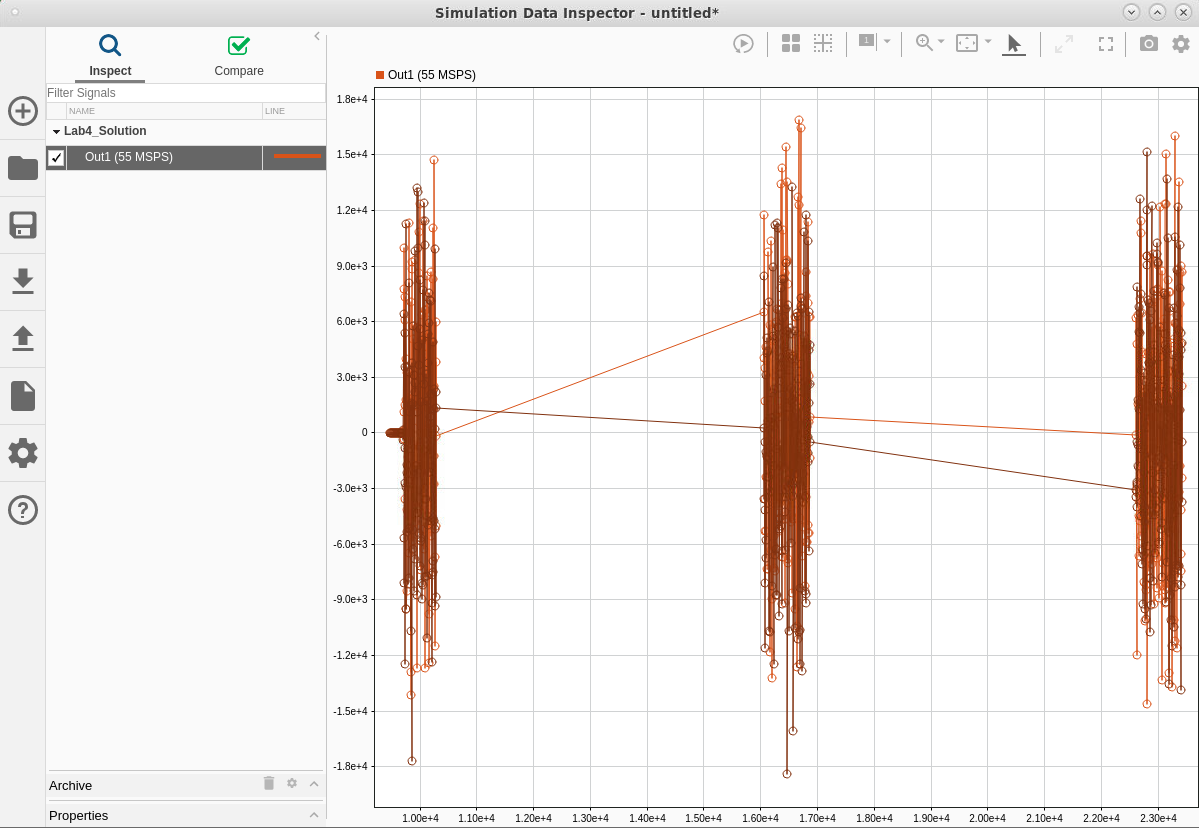 Simulation Data Inspector - untitled*
Inspect
Compare
Filter Signals
NAME
LINE
Lab4_Solution
Out1 (55 MSPS)
Archive
Properties
1
Out1 (55 MSPS)
1.8e+4
1.5e+4
1.2e+4
9.0e+3
6.0e+3
3.0e+3
0
-3.0e+3
-6.0e+3
-9.0e+3
-1.2e+4
-1.5e+4
-1.8e+4
1.00e+4 1.10e+4 1.20e+4 1.30e+4 1.40e+4 1.50e+4 1.60e+4 1.70e+4 1.80e+4 1.90e+4 2.00e+4 2.10e+4 2.20e+4 2.30e+4